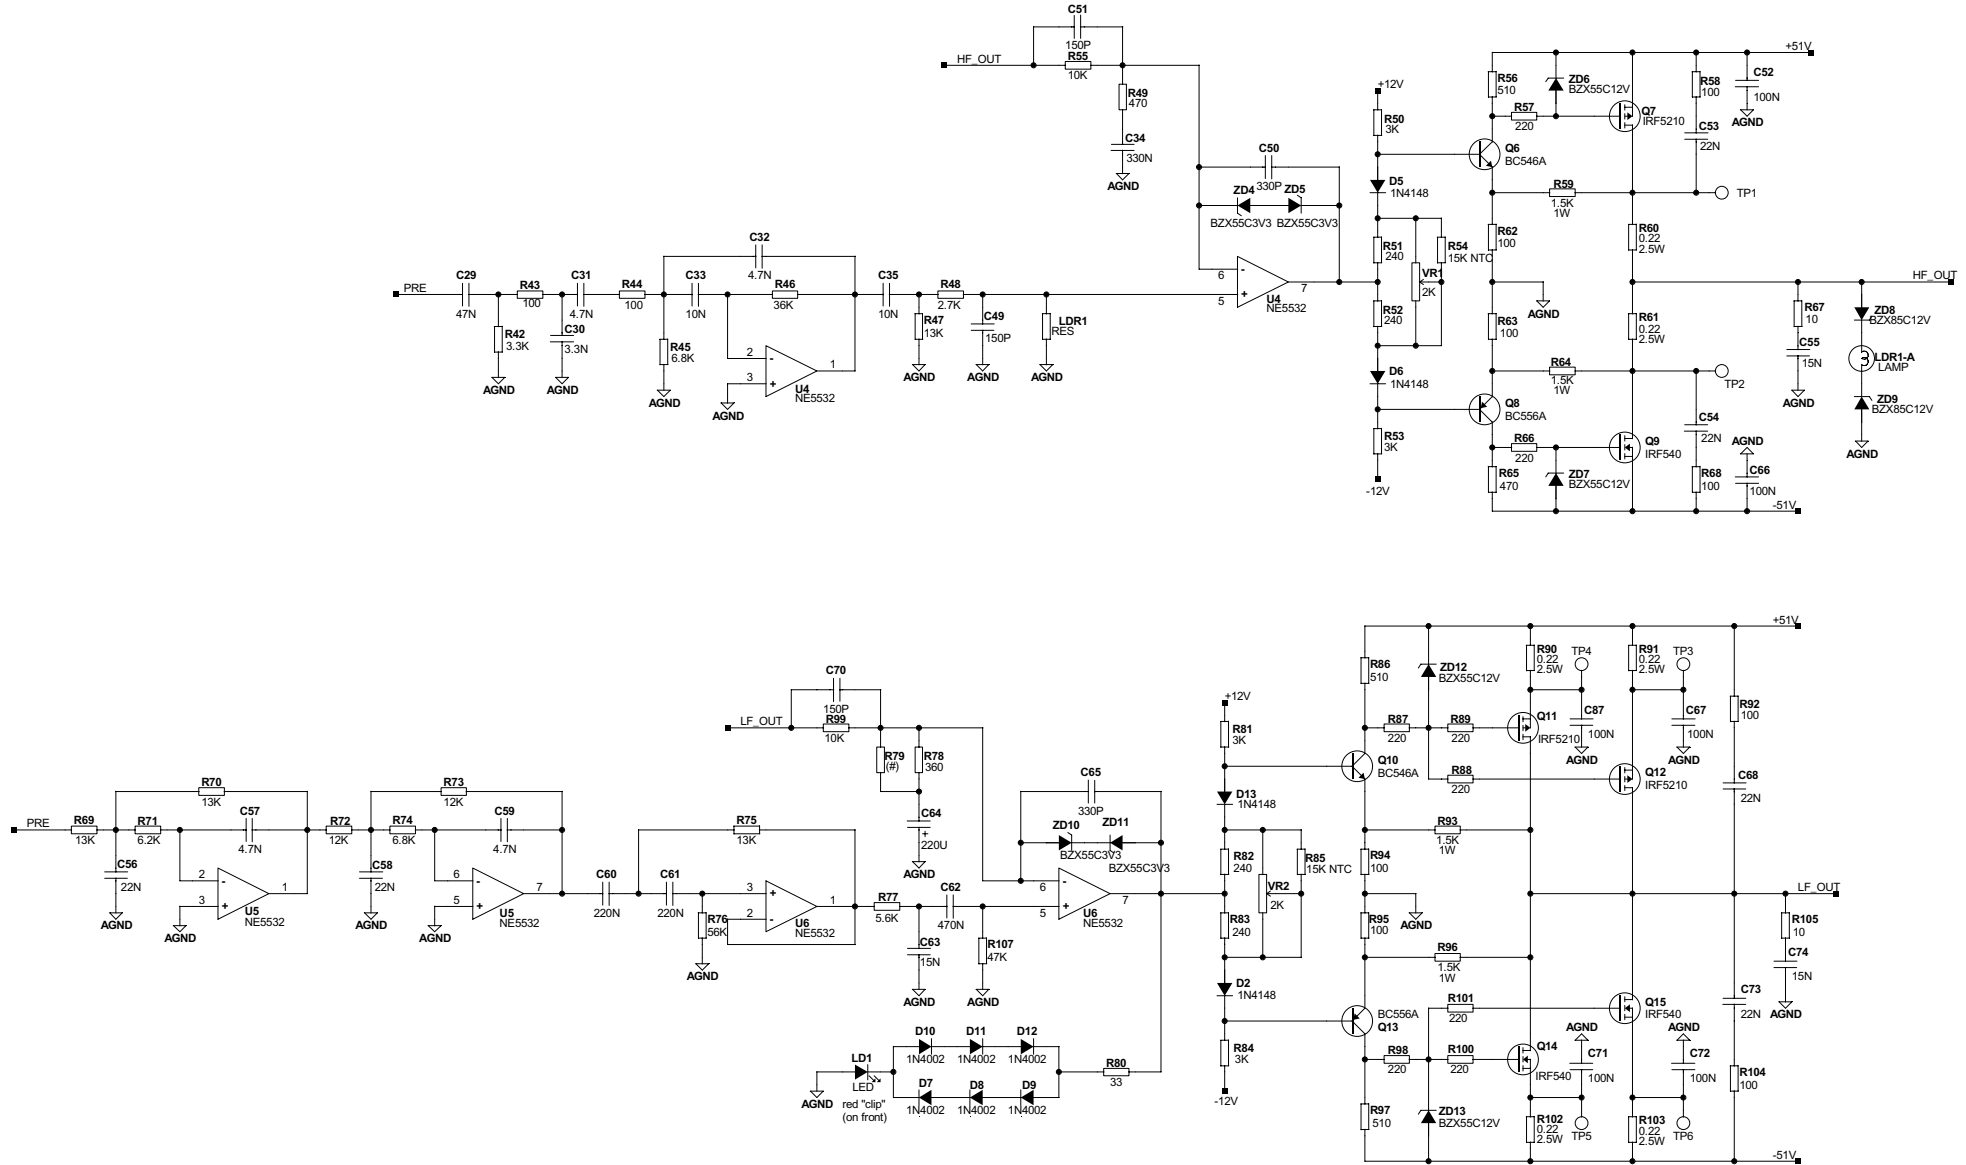 C51
150P
HF_OUT
R55
10K
R49
470
C34
330N
AGND
+12V
R50
3K
C50
330P
ZD4
ZD5
BZX55C3V3
BZX55C3V3
D5
1N4148
R51
240
R54
15K NTC
VR1
2K
R52
240
D6
1N4148
R53
3K
-12V
6
-
5
+
7
U4
NE5532
+51V
R56
510
ZD6
BZX55C12V
R57
220
Q7
IRF5210
R58
100
C52
100N
AGND
C53
22N
Q6
BC546A
R59
1.5K
1W
TP1
R62
100
R60
0.22
2.5W
AGND
HF_OUT
R63
100
R61
0.22
2.5W
R67
10
ZD8
BZX85C12V
C55
15N
AGND
LDR1-A
LAMP
ZD9
BZX85C12V
AGND
R64
1.5K
1W
TP2
Q8
BC556A
C54
22N
R66
220
Q9
IRF540
AGND
R65
470
ZD7
BZX55C12V
R68
100
C66
100N
-51V
PRE
C29
47N
R43
100
C31
4.7N
R44
100
C32
4.7N
C33
10N
R46
36K
C35
10N
R48
2.7K
R42
3.3K
AGND
C30
3.3N
AGND
R45
6.8K
AGND
2
-
3
+
1
U4
NE5532
AGND
R47
13K
AGND
C49
150P
AGND
LDR1
RES
AGND
+51V
R86
510
ZD12
BZX55C12V
R90
0.22
2.5W
TP4
R91
0.22
2.5W
TP3
R92
100
R87
220
R89
220
Q11
IRF5210
C87
100N
AGND
C67
100N
AGND
Q10
BC546A
R88
220
Q12
IRF5210
C68
22N
R93
1.5K
1W
R94
100
AGND
LF_OUT
R95
100
R105
10
R96
1.5K
1W
C74
15N
AGND
BC556A
Q13
R101
220
Q15
IRF540
C73
22N
R98
220
R100
220
Q14
IRF540
AGND
C71
100N
AGND
C72
100N
R104
100
R97
510
ZD13
BZX55C12V
R102
0.22
2.5W
TP5
R103
0.22
2.5W
TP6
-51V
C70
150P
LF_OUT
R99
10K
R79
(#)
R78
360
C64
+
220U
AGND
C65
330P
ZD10
ZD11
BZX55C3V3
BZX55C3V3
6
-
5
+
7
U6
NE5532
+12V
R81
3K
D13
1N4148
R82
240
R85
15K NTC
VR2
2K
R83
240
D2
1N4148
R84
3K
-12V
PRE
R69
13K
R70
13K
R71
6.2K
C57
4.7N
C56
22N
AGND
2
-
3
+
1
U5
NE5532
AGND
R72
12K
R73
12K
R74
6.8K
C59
4.7N
C58
22N
AGND
6
-
5
+
7
U5
NE5532
AGND
C60
220N
R75
13K
C61
220N
R76
56K
AGND
3
+
2
-
1
U6
NE5532
R77
5.6K
C62
470N
C63
15N
AGND
R107
47K
AGND
D10
D11
D12
1N4002
1N4002
1N4002
LD1
LED
red "clip"
(on front)
AGND
D7
D8
D9
1N4002
1N4002
1N4002
R80
33